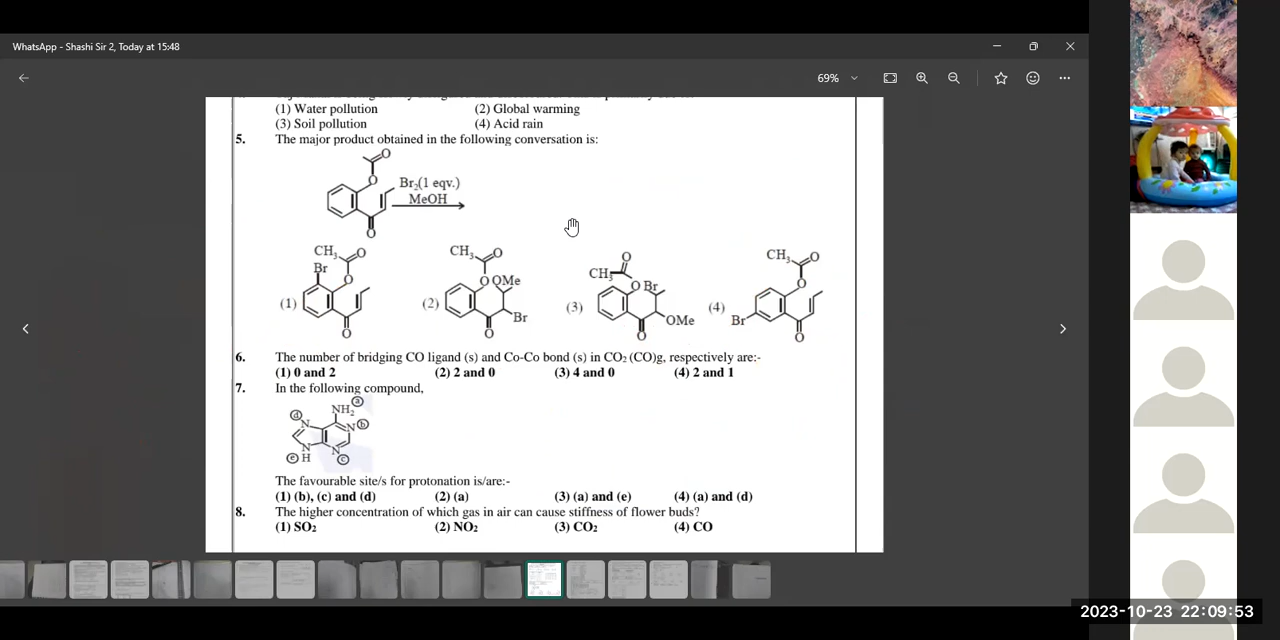 WhatsApp - Shashi Sir 2, Today at 15:48
69%
(1) Water pollution (2) Global warming
(3) Soil pollution (4) Acid rain
5. The major product obtained in the following conversation is:
O
O
Br₂(1 eqv.)
MeOH
O
CH₃ O
Br O
(1)
O
CH₃ O
O OMe
(2)
Br
O
O
CH₃
O Br
(3)
OMe
O
CH₃ O
O
(4)
Br
O
6. The number of bridging CO ligand (s) and Co-Co bond (s) in CO₂ (CO)g, respectively are:-
(1) 0 and 2 (2) 2 and 0 (3) 4 and 0 (4) 2 and 1
7. In the following compound,
ⓐ
NH₂
ⓓ N N ⓑ
N N
ⓔ H ⓒ
The favourable site/s for protonation is/are:-
(1) (b), (c) and (d) (2) (a) (3) (a) and (e) (4) (a) and (d)
8. The higher concentration of which gas in air can cause stiffness of flower buds?
(1) SO₂ (2) NO₂ (3) CO₂ (4) CO
2023-10-23 22:09:53